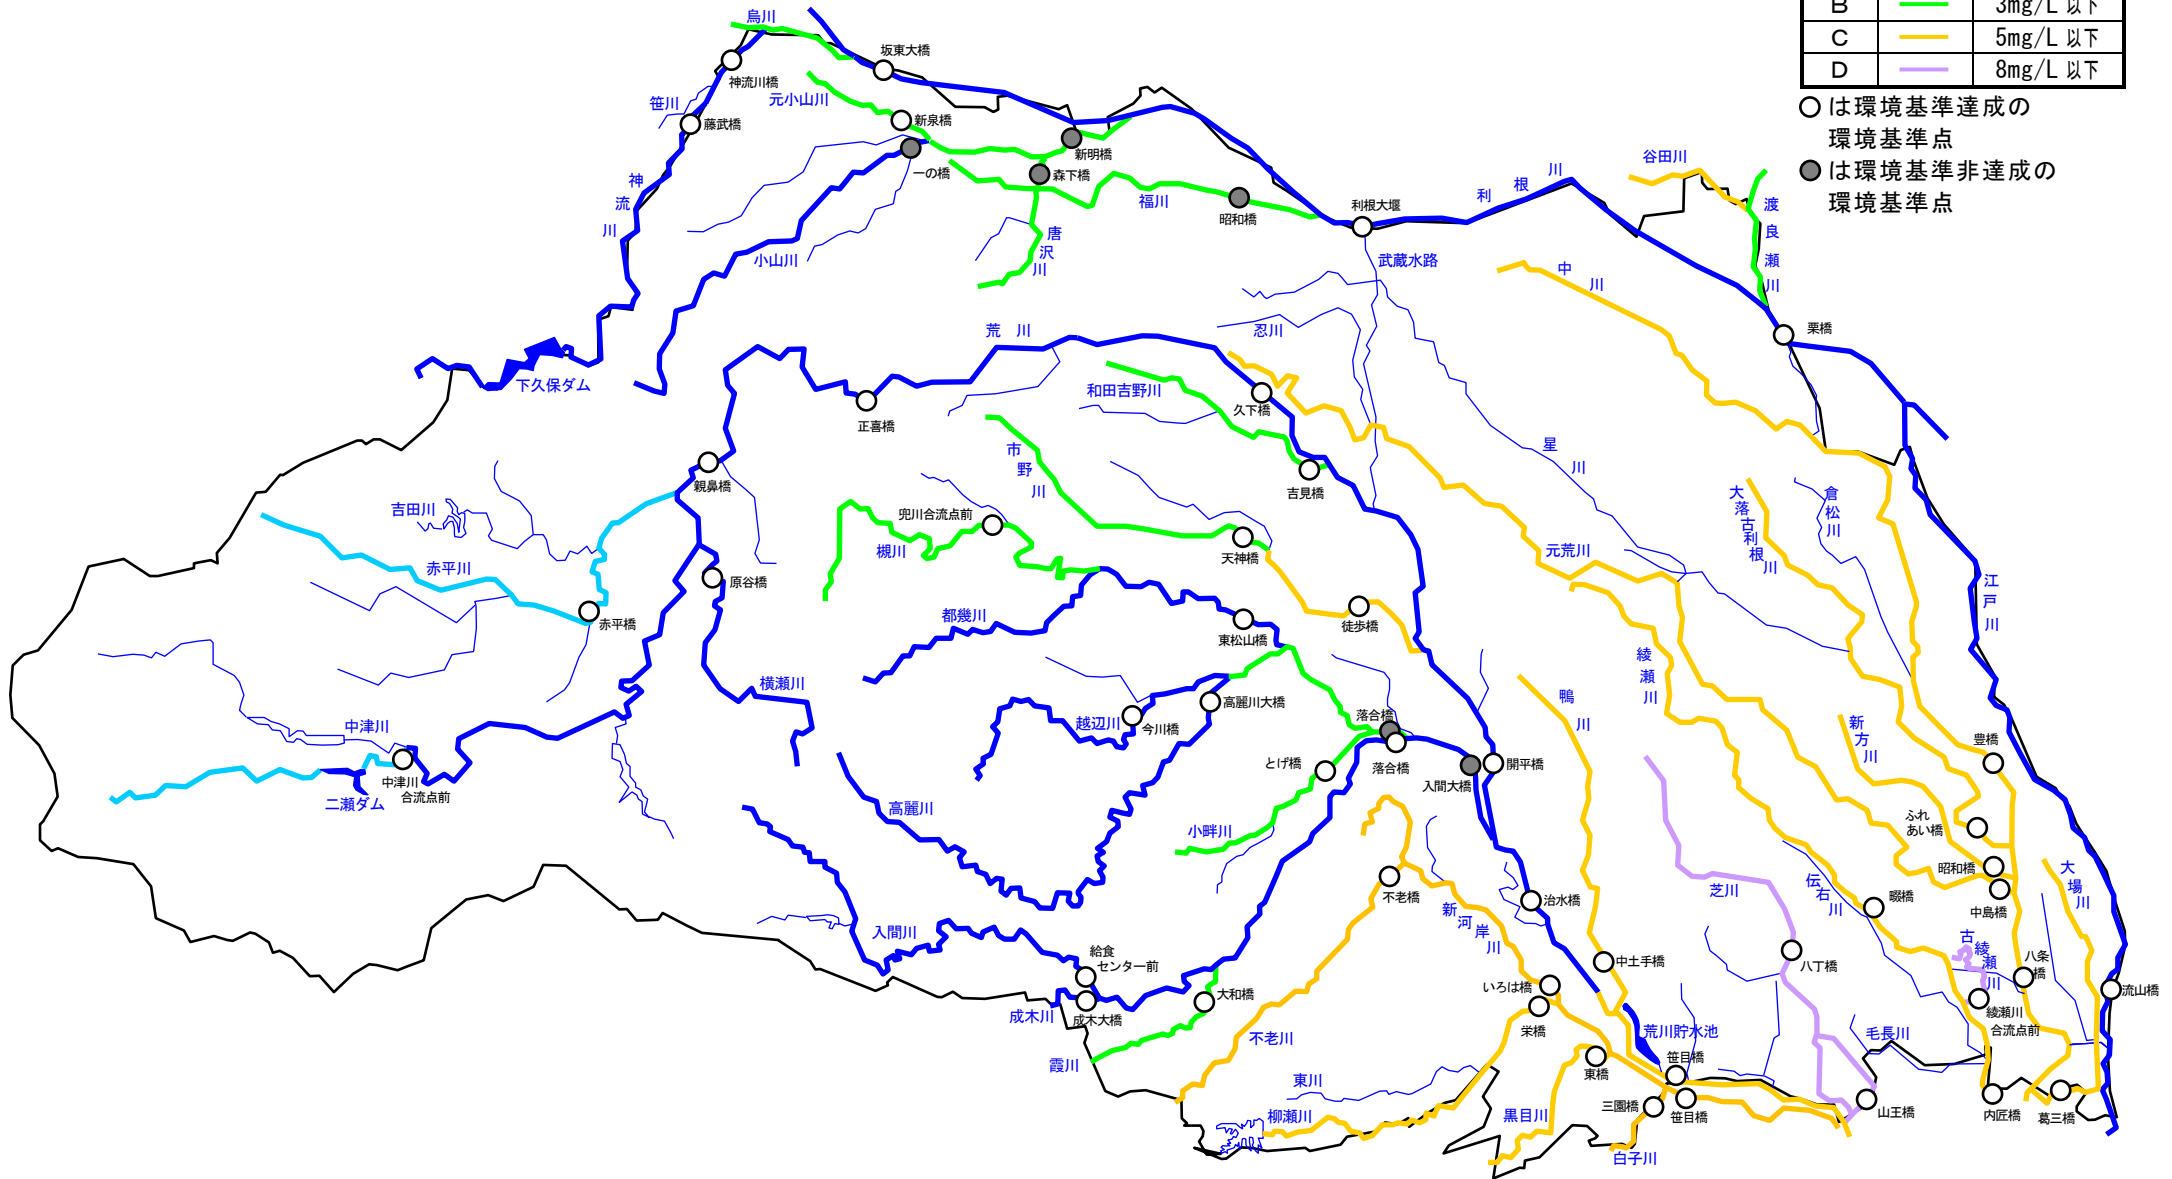 B 3mg/L 以下
C 5mg/L 以下
D 8mg/L 以下
は環境基準達成の
環境基準点
は環境基準非達成の
環境基準点
烏川
坂東大橋
神流川橋
元小山川
笹川
藤武橋
新泉橋
新明橋
一の橋
森下橋
谷田川
神流川
福川
昭和橋
利根大堰
利根川
渡良瀬川
唐沢川
小山川
武蔵水路
中川
荒川
忍川
栗橋
下久保ダム
和田吉野川
久下橋
正喜橋
市野川
星川
親鼻橋
吉見橋
大落古利根川
倉松川
吉田川
兜川合流点前
槻川
天神橋
元荒川
赤平川
原谷橋
江戸川
赤平橋
都幾川
東松山橋
徒歩橋
綾瀬川
横瀬川
高麗川大橋
鴨川
中津川
越辺川
今川橋
落合橋
新方川
豊橋
とげ橋
落合橋
入間大橋
開平橋
中津川
合流点前
二瀬ダム
高麗川
小畔川
ふれ
あい橋
昭和橋
大場川
不老橋
芝川
伝右川
畷橋
中島橋
治水橋
新河岸川
入間川
給食
センター前
中土手橋
八丁橋
古綾瀬川
八条
橋
いろは橋
大和橋
流山橋
成木川
成木大橋
栄橋
綾瀬川
合流点前
不老川
荒川貯水池
毛長川
霞川
笹目橋
東橋
東川
柳瀬川
黒目川
三園橋
笹目橋
山王橋
内匠橋
葛三橋
白子川